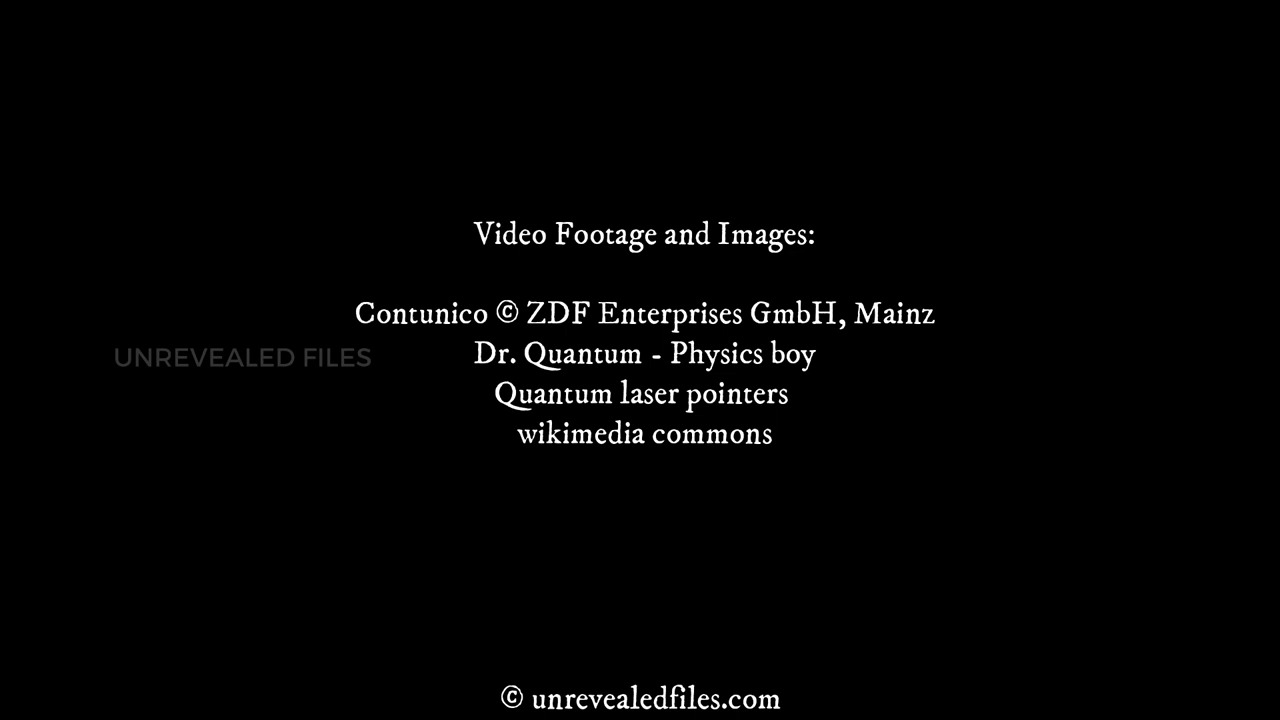 Video Footage and Images:
Contunico © ZDF Enterprises GmbH, Mainz
UNREVEALED FILES
Dr. Quantum - Physics boy
Quantum laser pointers
wikimedia commons
© unrevealedfiles.com